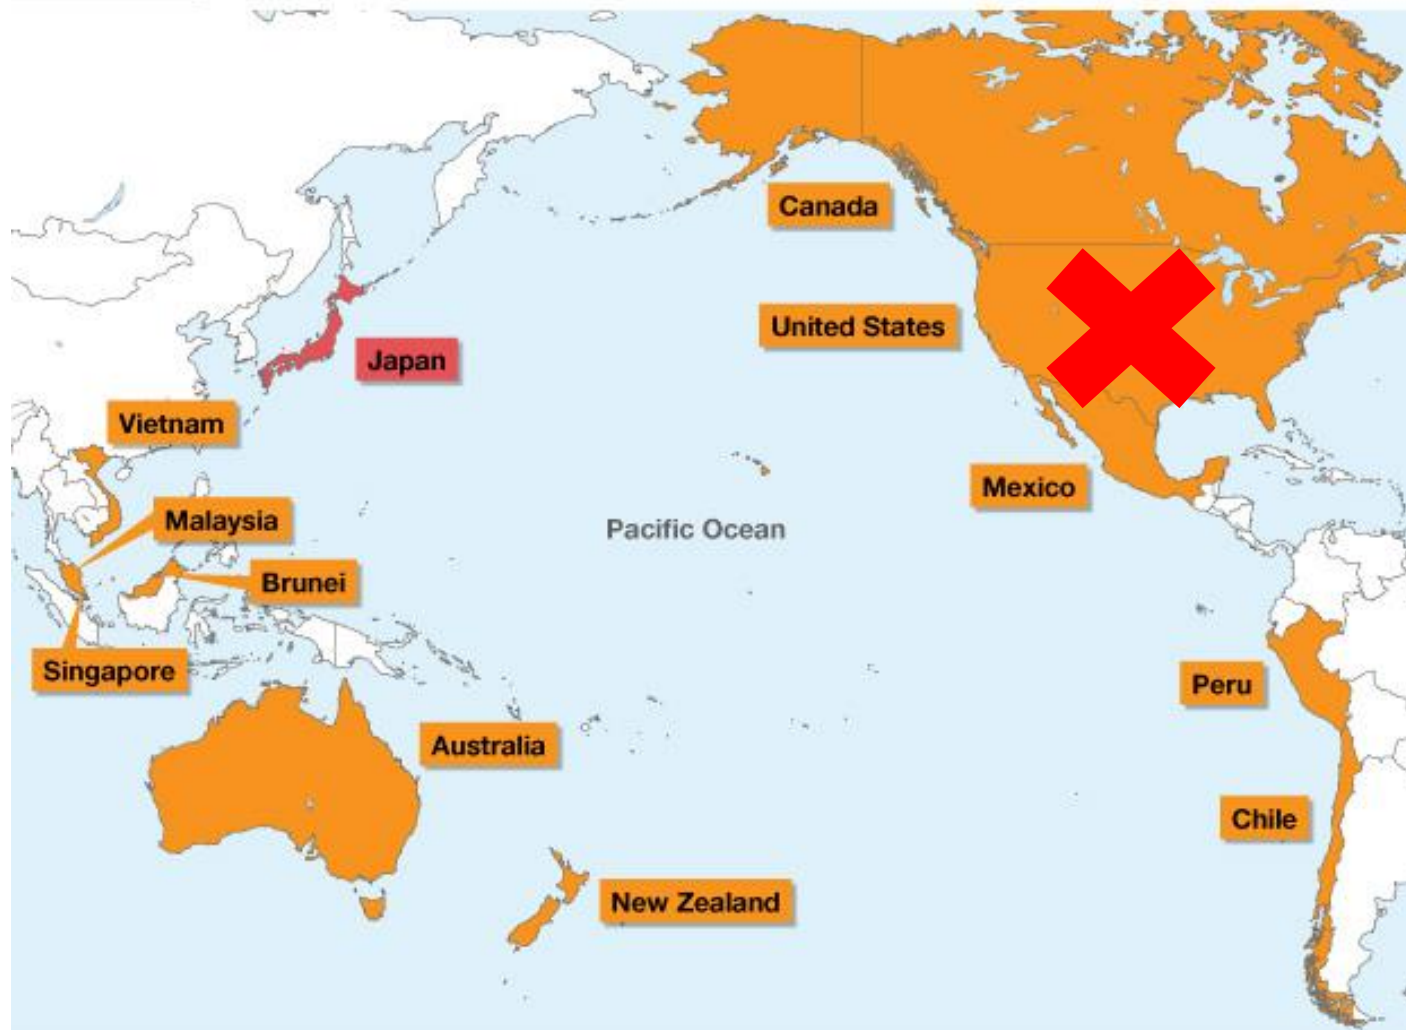 Canada
United States
Japan
Vietnam
Mexico
Malaysia
Pacific Ocean
Brunei
Singapore
Peru
Australia
Chile
New Zealand